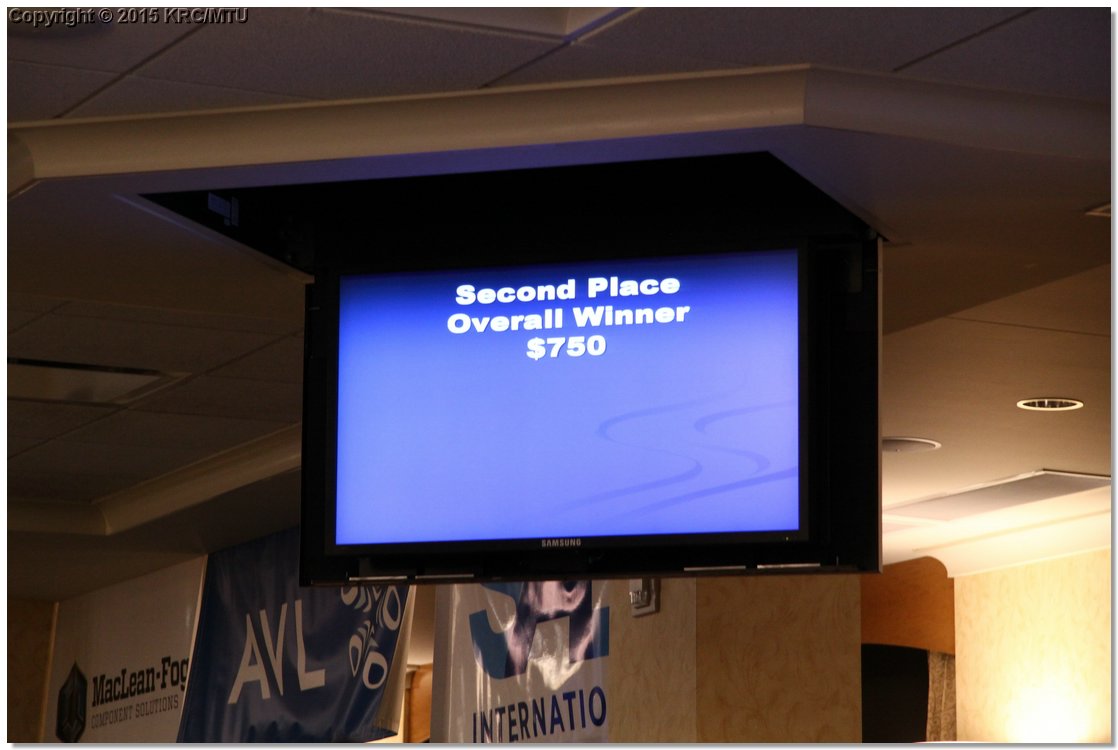 Copyright © 2015 KRC/MTU
Second Place
Overall Winner
$750
SAMSUNG
MacLean-Fog
COMPONENT SOLUTIONS
AVL
INTERNATIO